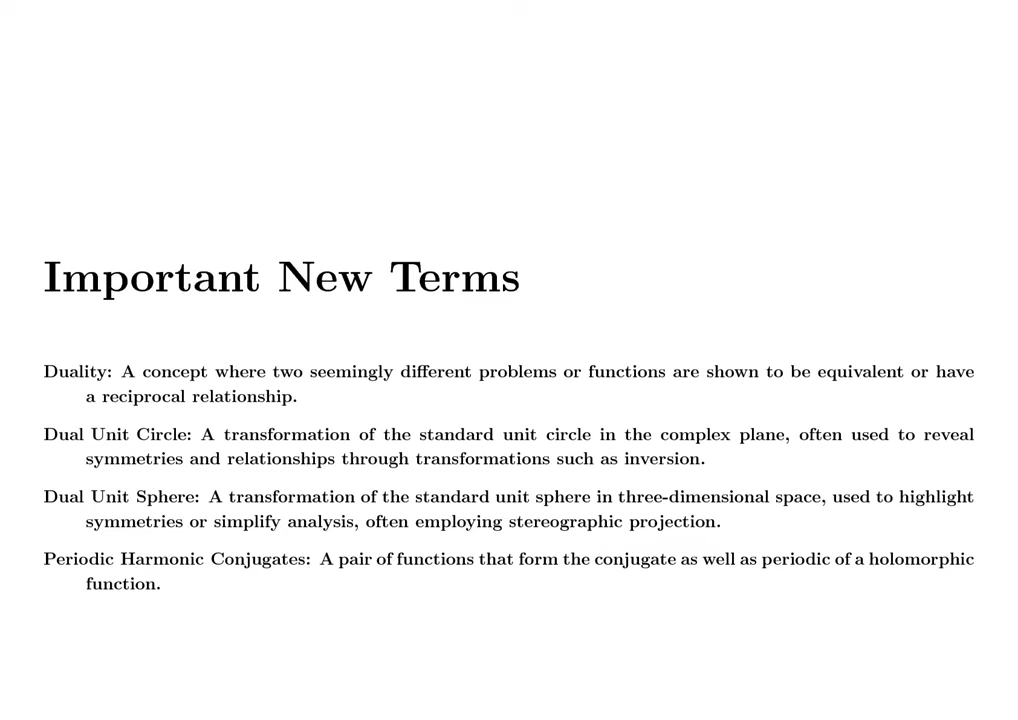 Important New Terms
Duality: A concept where two seemingly different problems or functions are shown to be equivalent or have
a reciprocal relationship.
Dual Unit Circle: A transformation of the standard unit circle in the complex plane, often used to reveal
symmetries and relationships through transformations such as inversion.
Dual Unit Sphere: A transformation of the standard unit sphere in three-dimensional space, used to highlight
symmetries or simplify analysis, often employing stereographic projection.
Periodic Harmonic Conjugates: A pair of functions that form the conjugate as well as periodic of a holomorphic
function.